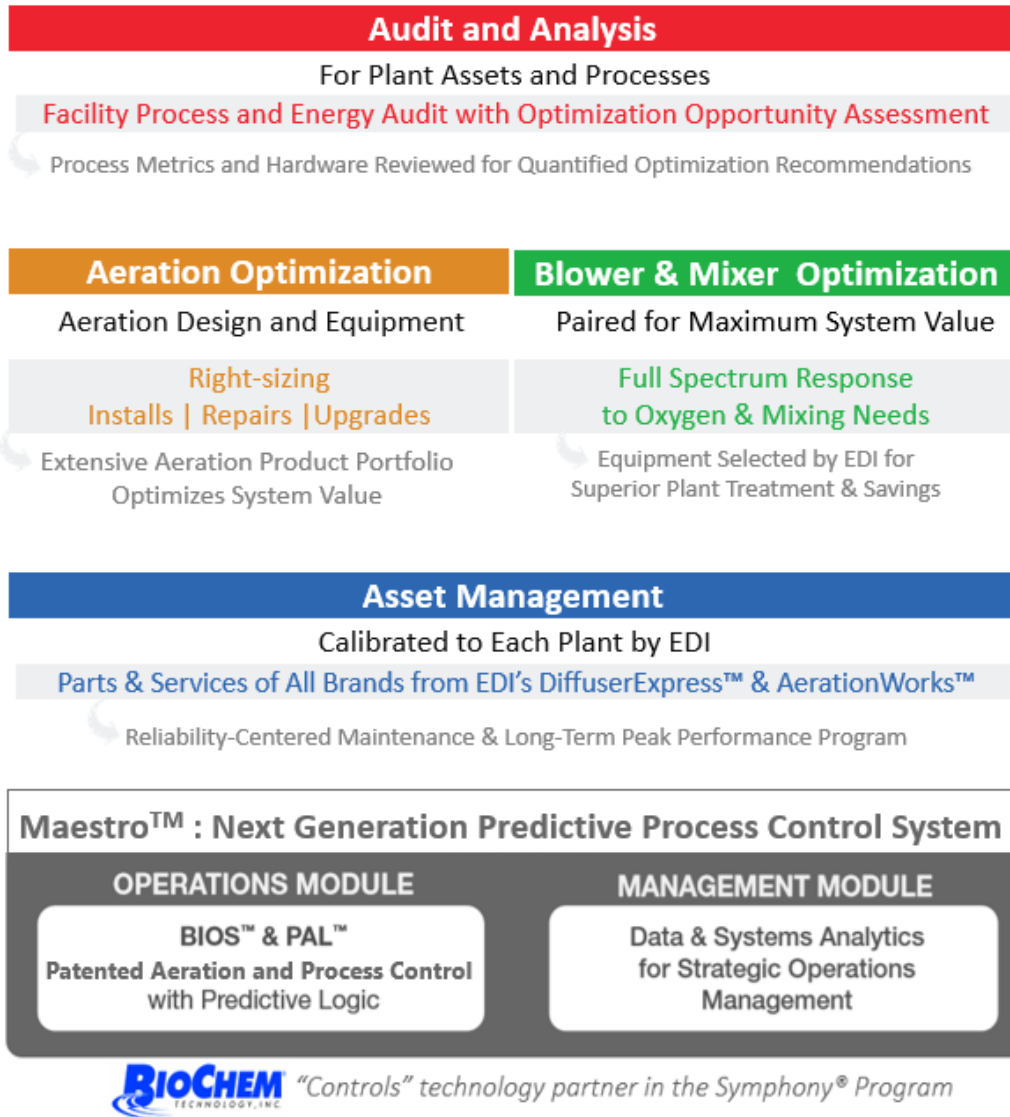 Audit and Analysis
For Plant Assets and Processes
Facility Process and Energy Audit with Optimization Opportunity Assessment
Process Metrics and Hardware Reviewed for Quantified Optimization Recommendations
Aeration Optimization
Aeration Design and Equipment
Right-sizing
Installs | Repairs |Upgrades
Extensive Aeration Product Portfolio
Optimizes System Value
Blower & Mixer  Optimization
Paired for Maximum System Value
Full Spectrum Response
to Oxygen & Mixing Needs
Equipment Selected by EDI for
Superior Plant Treatment & Savings
Asset Management
Calibrated to Each Plant by EDI
Parts & Services of All Brands from EDI’s DiffuserExpress™ & AerationWorks™
Reliability-Centered Maintenance & Long-Term Peak Performance Program
Maestro™ : Next Generation Predictive Process Control System
OPERATIONS MODULE
BIOS™ & PAL™
Patented Aeration and Process Control
with Predictive Logic
MANAGEMENT MODULE
Data & Systems Analytics
for Strategic Operations
Management
BIOCHEM
TECHNOLOGY, INC.
“Controls” technology partner in the Symphony® Program